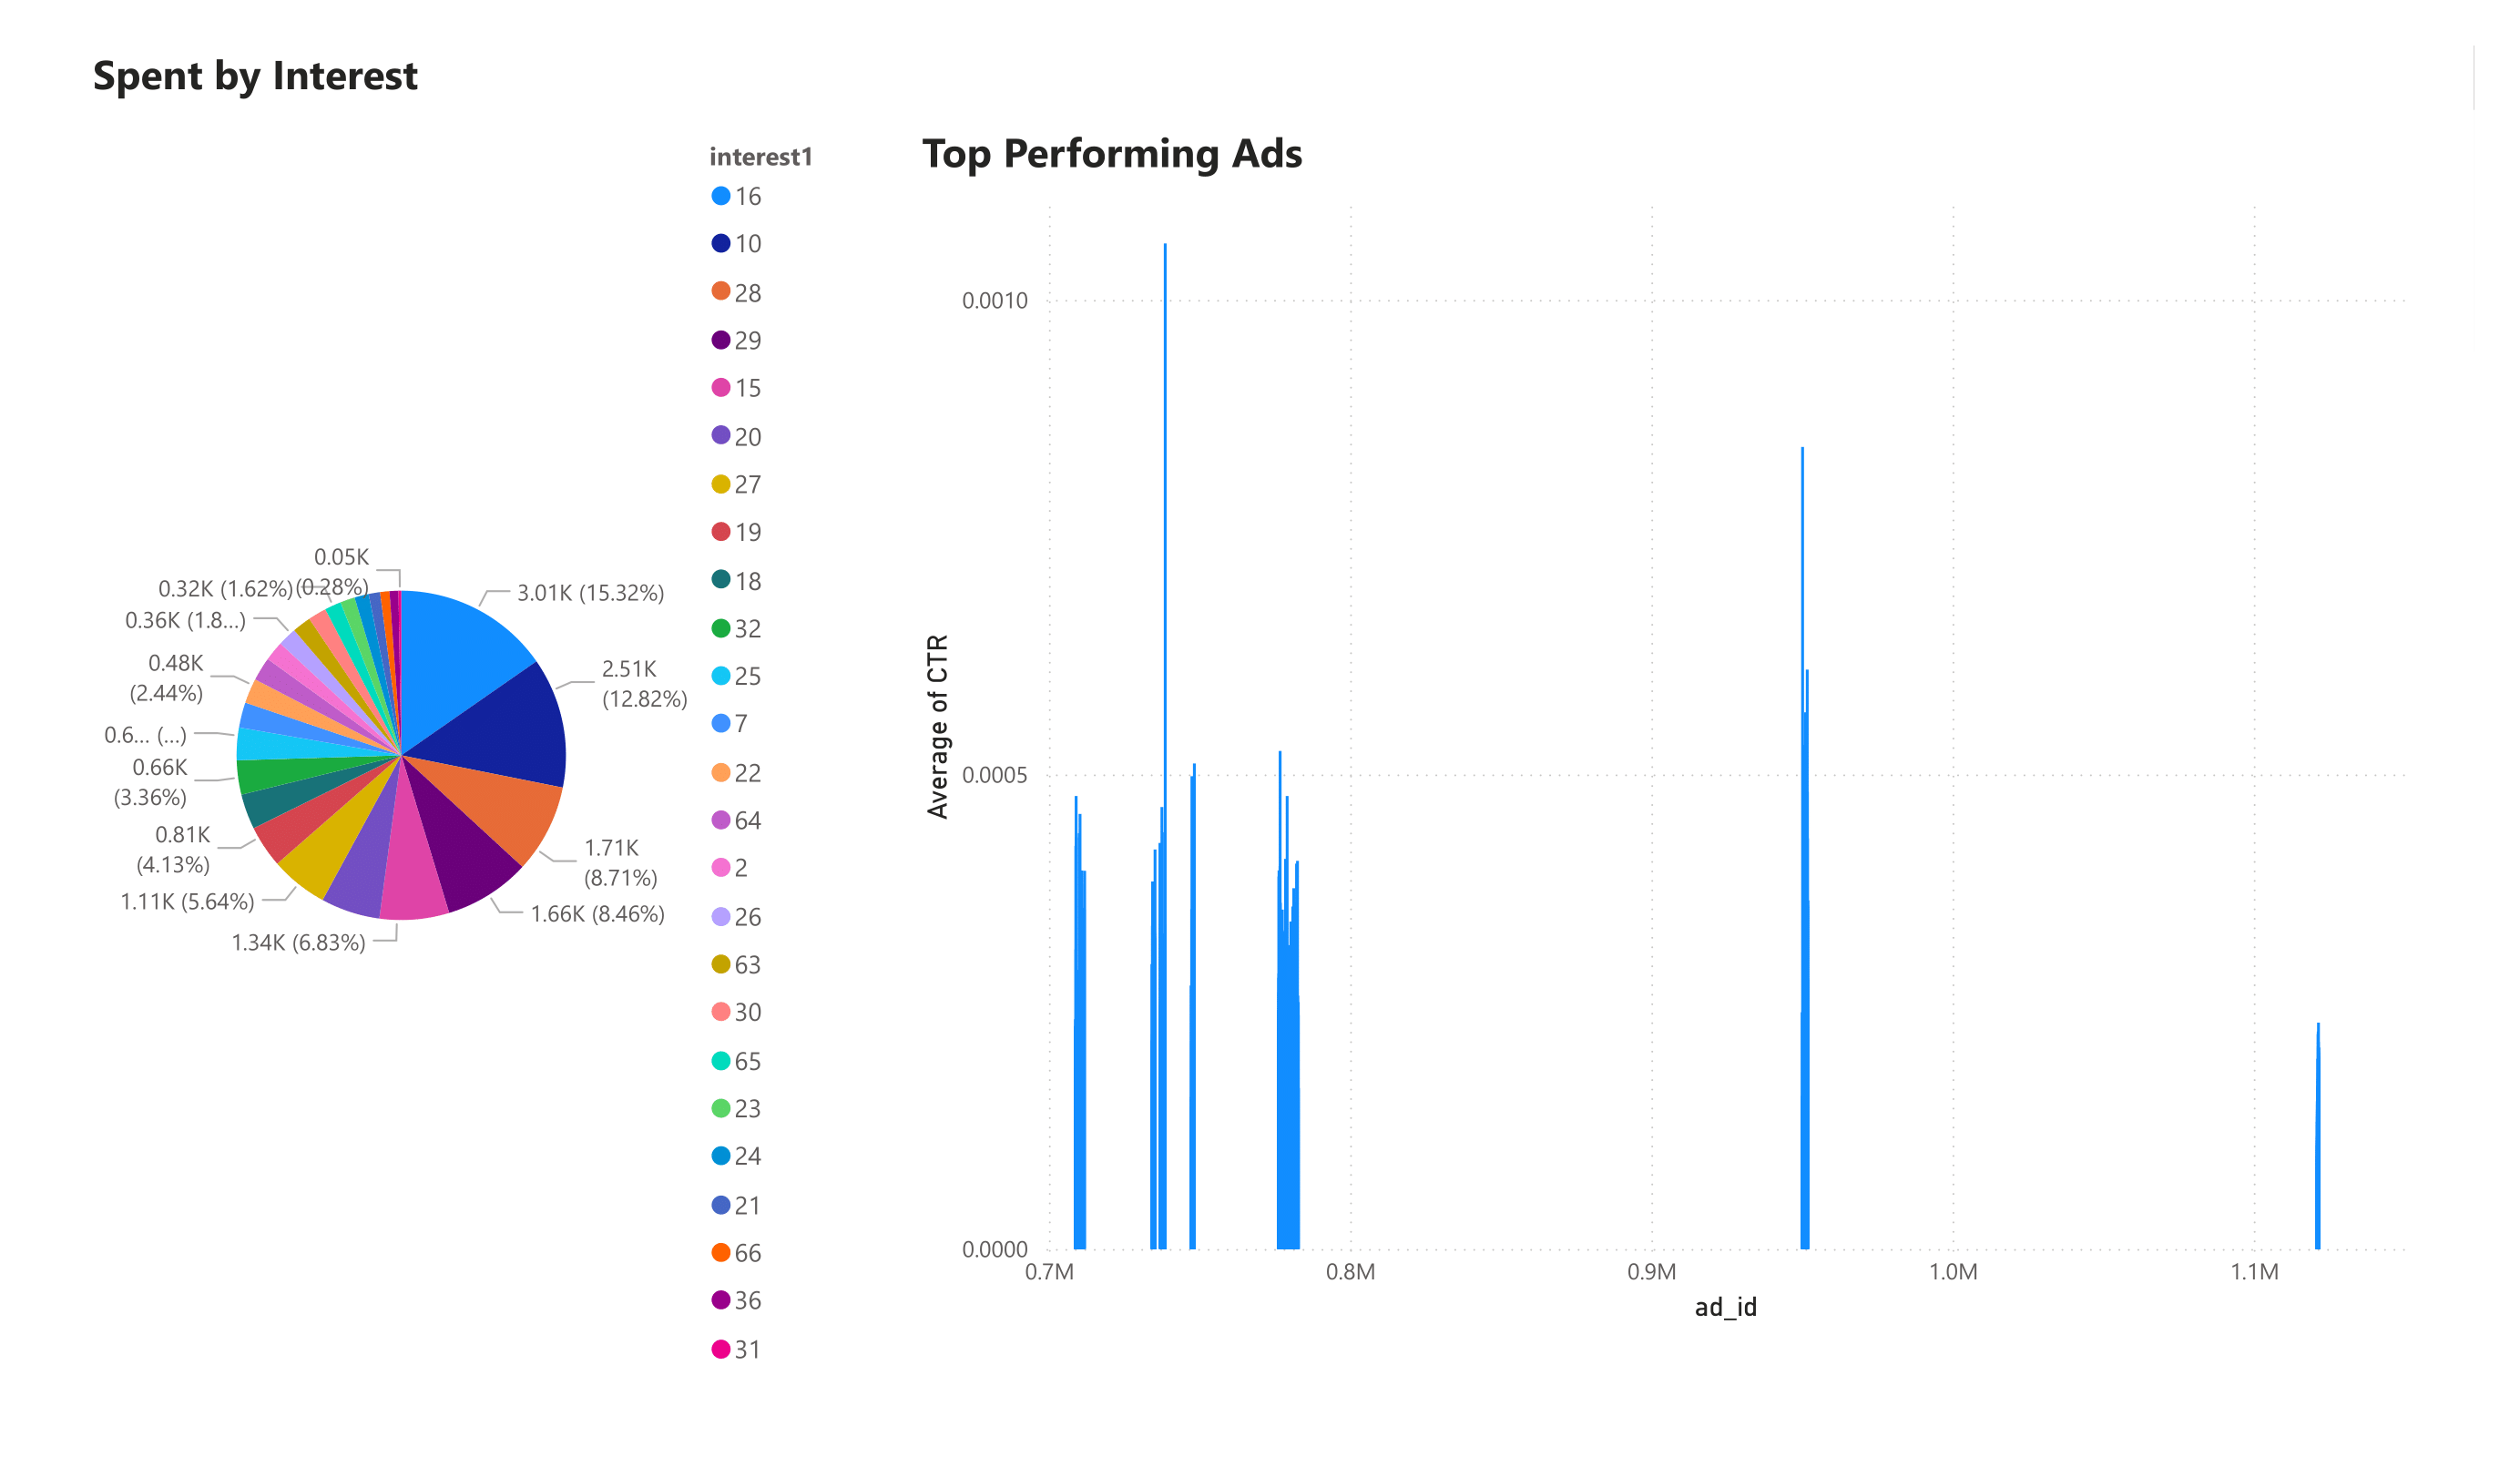 Spent by Interest
0.05K
(0.28%)
0.32K (1.62%)
0.36K (1.8...)
0.48K
(2.44%)
0.6... (...)
0.66K
(3.36%)
0.81K
(4.13%)
1.11K (5.64%)
1.34K (6.83%)
3.01K (15.32%)
2.51K
(12.82%)
1.71K
(8.71%)
1.66K (8.46%)
interest1
16
10
28
29
15
20
27
19
18
32
25
7
22
64
2
26
63
30
65
23
24
21
66
36
31
Top Performing Ads
Average of CTR
0.0010
0.0005
0.0000
0.7M
0.8M
0.9M
1.0M
1.1M
ad_id